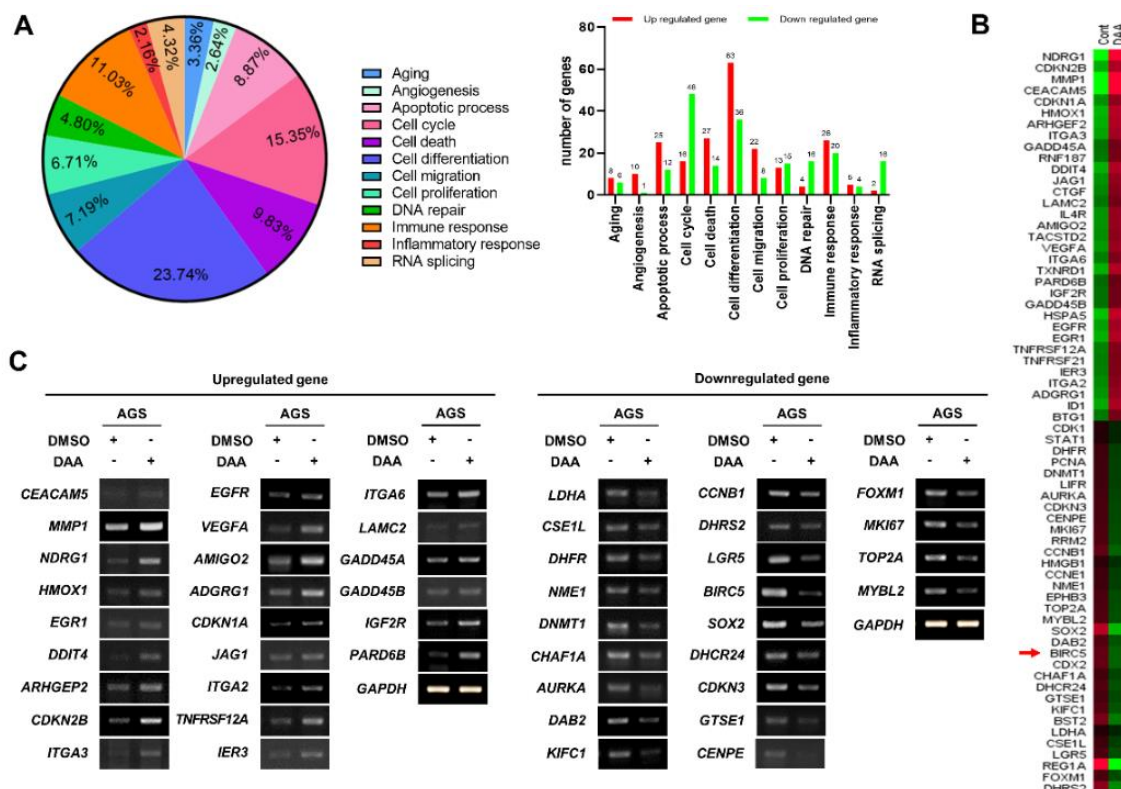 A
3.36%
2.64%
8.87%
15.35%
9.83%
23.74%
7.19%
6.71%
4.80%
11.03%
2.16%
4.32%
Aging
Angiogenesis
Apoptotic process
Cell cycle
Cell death
Cell differentiation
Cell migration
Cell proliferation
DNA repair
Immune response
Inflammatory response
RNA splicing
Up regulated gene
Down regulated gene
number of genes
80
60
40
20
0
8 6
10 1
25 12
16 48
27 14
63 36
22 8
13 15
4 16
26 20
5 4
2 16
Aging
Angiogenesis
Apoptotic process
Cell cycle
Cell death
Cell differentiation
Cell migration
Cell proliferation
DNA repair
Immune response
Inflammatory response
RNA splicing
B
Cont
DAA
NDRG1
CDKN2B
MMP1
CEACAM5
CDKN1A
HMOX1
ARHGEF2
ITGA3
GADD45A
RNF187
DDIT4
JAG1
CTGF
LAMC2
IL4R
AMIGO2
TACSTD2
VEGFA
ITGA6
TXNRD1
PARD6B
IGF2R
GADD45B
HSPA5
EGFR
EGR1
TNFRSF12A
TNFRSF21
IER3
ITGA2
ADGRG1
ID1
BTG1
CDK1
STAT1
DHFR
PCNA
DNMT1
LIFR
AURKA
CDKN3
CENPE
MKI67
RRM2
CCNB1
HMGB1
CCNE1
NME1
EPHB3
TOP2A
MYBL2
SOX2
DAB2
BIRC5
CDX2
CHAF1A
DHCR24
GTSE1
KIFC1
BST2
LDHA
CSE1L
LGR5
REG1A
FOXM1
DHRS2
C
Upregulated gene
AGS
DMSO + -
DAA - +
CEACAM5
MMP1
NDRG1
HMOX1
EGR1
DDIT4
ARHGEP2
CDKN2B
ITGA3
AGS
+ -
- +
EGFR
VEGFA
AMIGO2
ADGRG1
CDKN1A
JAG1
ITGA2
TNFRSF12A
IER3
AGS
DMSO + -
DAA - +
ITGA6
LAMC2
GADD45A
GADD45B
IGF2R
PARD6B
GAPDH
Downregulated gene
AGS
DMSO + -
DAA - +
LDHA
CSE1L
DHFR
NME1
DNMT1
CHAF1A
AURKA
DAB2
KIFC1
AGS
+ -
- +
CCNB1
DHRS2
LGR5
BIRC5
SOX2
DHCR24
CDKN3
GTSE1
CENPE
AGS
DMSO + -
DAA - +
FOXM1
MKI67
TOP2A
MYBL2
GAPDH